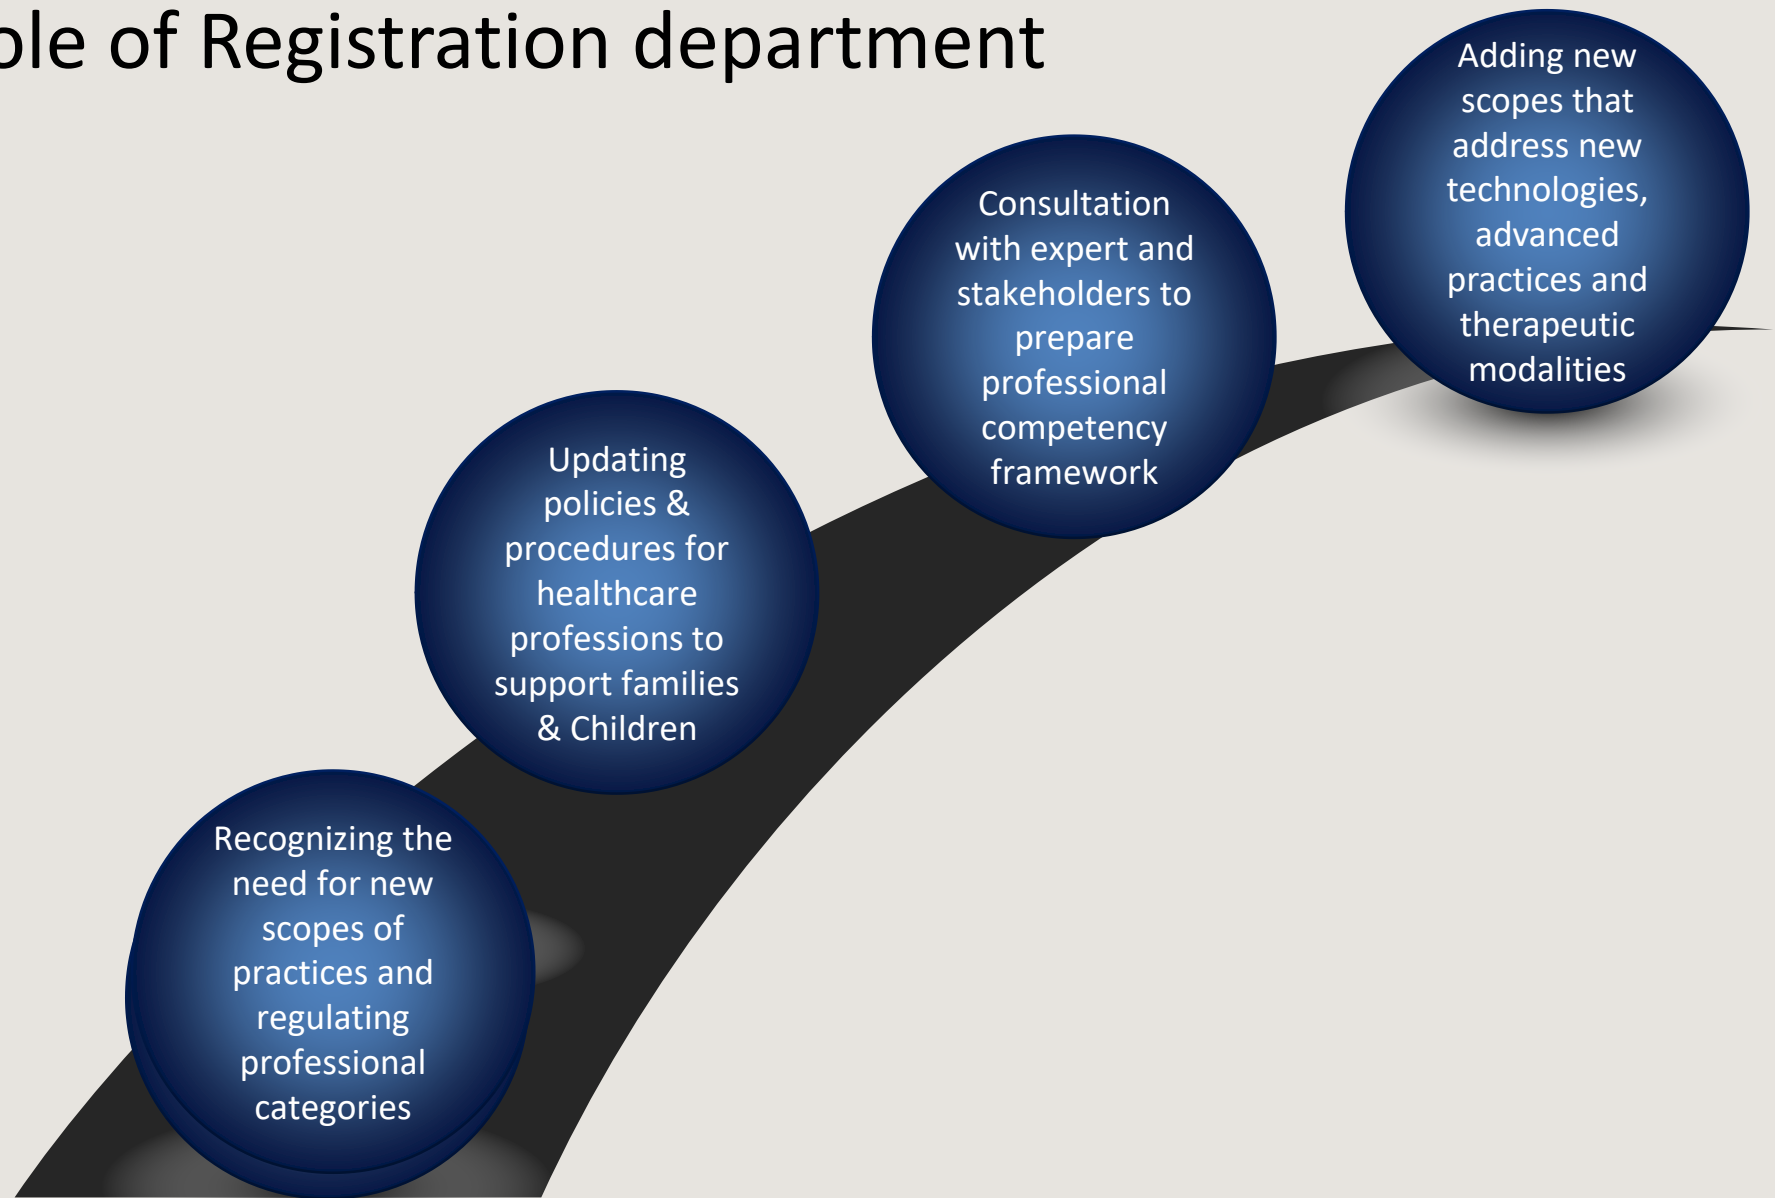 ole of Registration department
Adding new
scopes that
address new
technologies,
advanced
practices and
therapeutic
modalities
Consultation
with expert and
stakeholders to
prepare
professional
competency
framework
Updating
policies &
procedures for
healthcare
professions to
support families
& Children
Recognizing the
need for new
scopes of
practices and
regulating
professional
categories